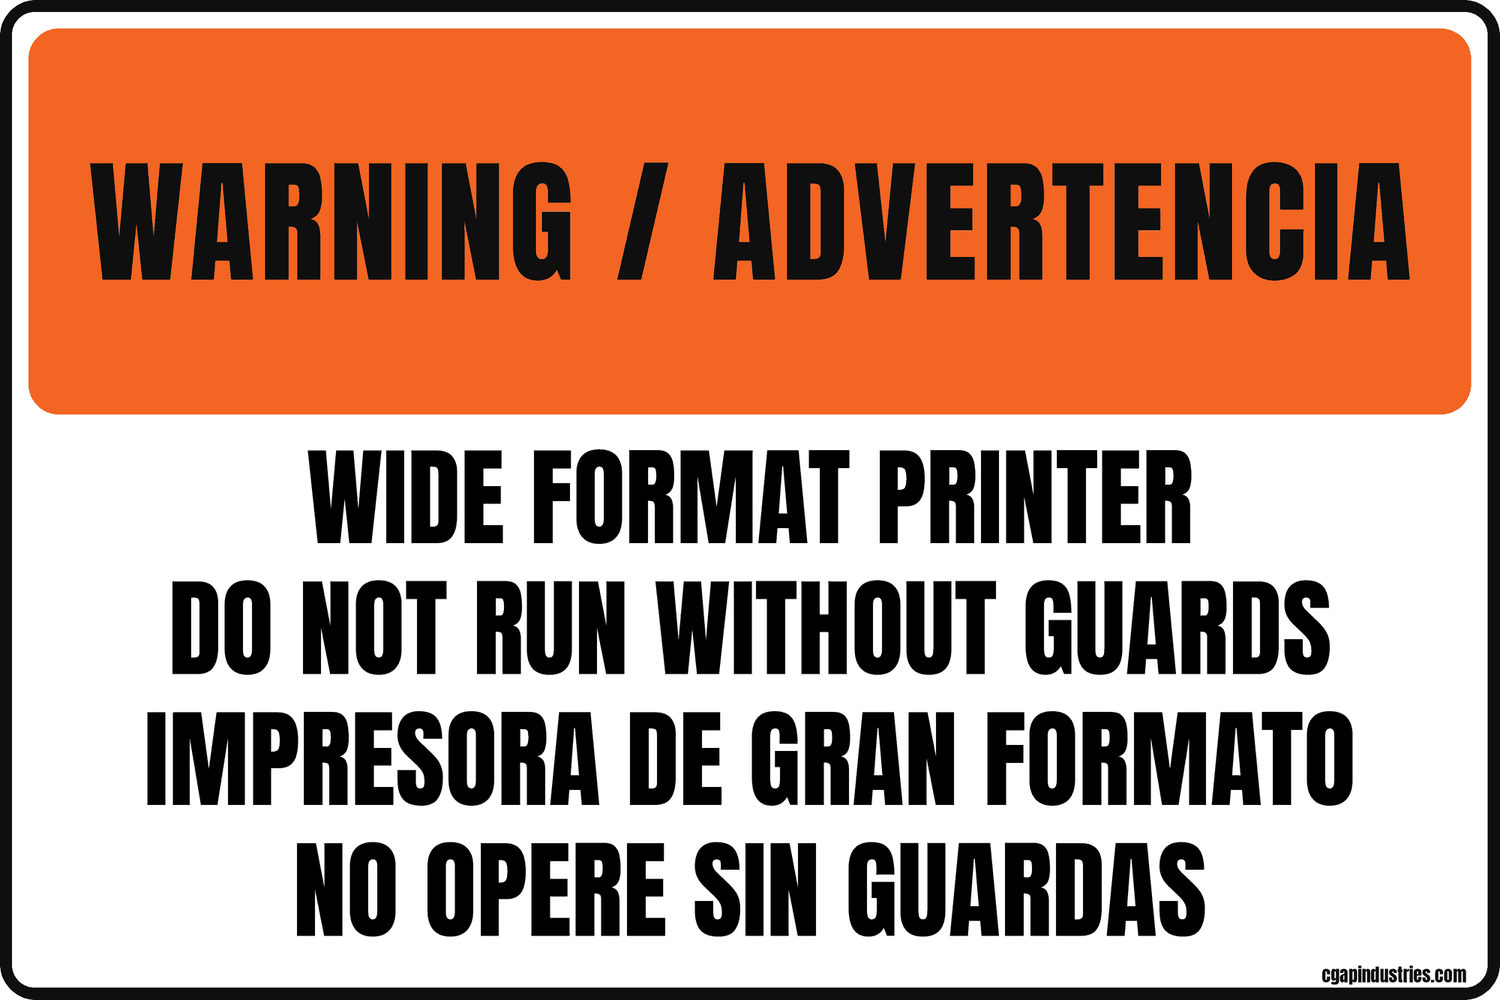 WARNING / ADVERTENCIA
WIDE FORMAT PRINTER
DO NOT RUN WITHOUT GUARDS
IMPRESORA DE GRAN FORMATO
NO OPERE SIN GUARDAS
cgapindustries.com